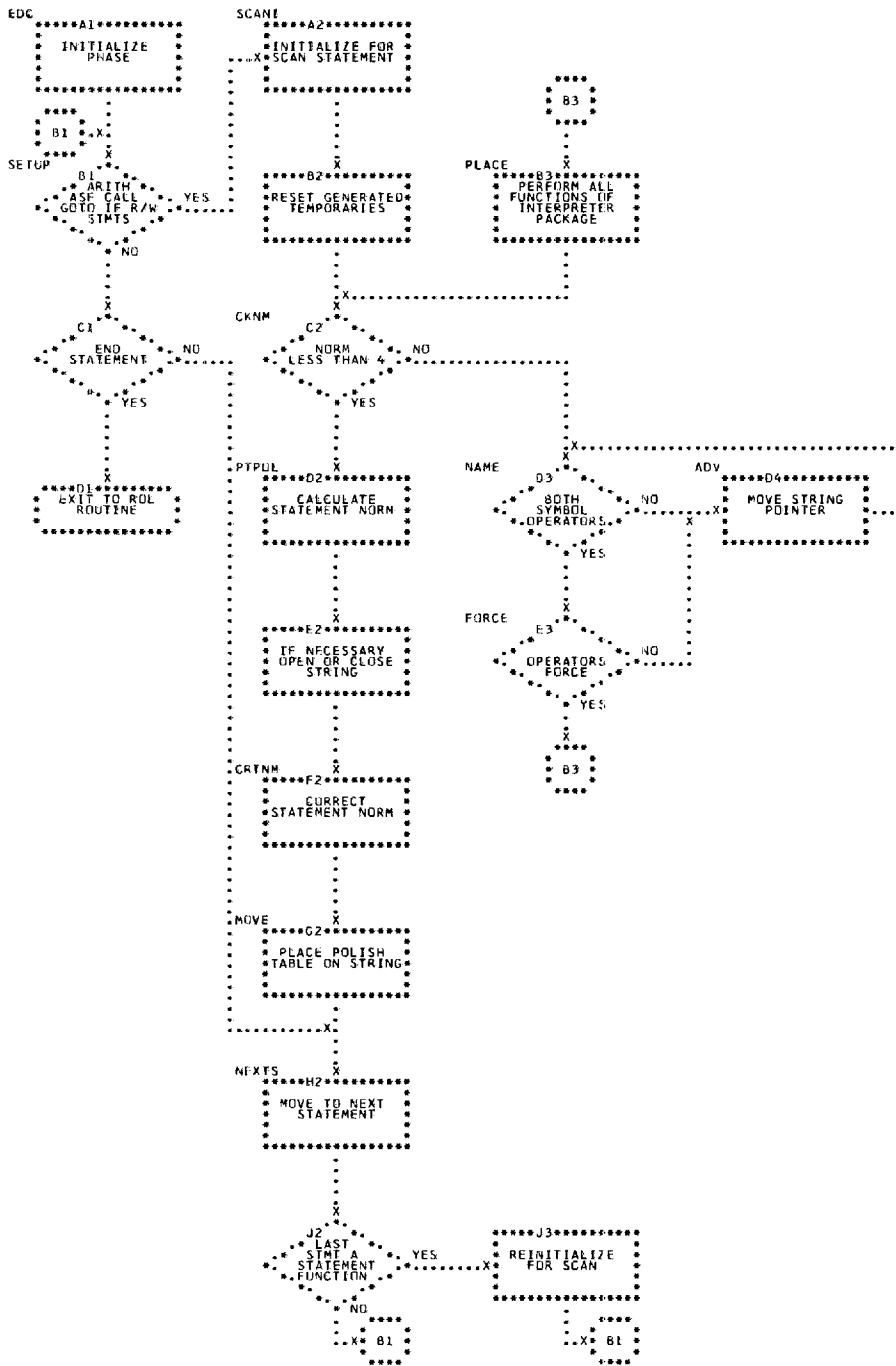 EDC
A1
INITIALIZE
PHASE
SCANI
A2
INITIALIZE FOR
SCAN STATEMENT
B3
B1
SETUP
B1
ARITH
ASF CALL
GOTO IF R/W
STMTS
YES
NO
B2
RESET GENERATED
TEMPORARIES
PLACE
B3
PERFORM ALL
FUNCTIONS OF
INTERPRETER
PACKAGE
C1
END
STATEMENT
NO
YES
CKNM
C2
NORM
LESS THAN 4
NO
YES
D1
EXIT TO ROL
ROUTINE
PTPOL
D2
CALCULATE
STATEMENT NORM
NAME
D3
BOTH
SYMBOL
OPERATORS
NO
YES
ADV
D4
MOVE STRING
POINTER
E2
IF NECESSARY
OPEN OR CLOSE
STRING
FORCE
E3
OPERATORS
FORCE
NO
YES
B3
CRTNM
F2
CORRECT
STATEMENT NORM
MOVE
G2
PLACE POLISH
TABLE ON STRING
NEXTS
H2
MOVE TO NEXT
STATEMENT
J2
LAST
STMT A
STATEMENT
FUNCTION
YES
NO
J3
REINITIALIZE
FOR SCAN
B1
B1